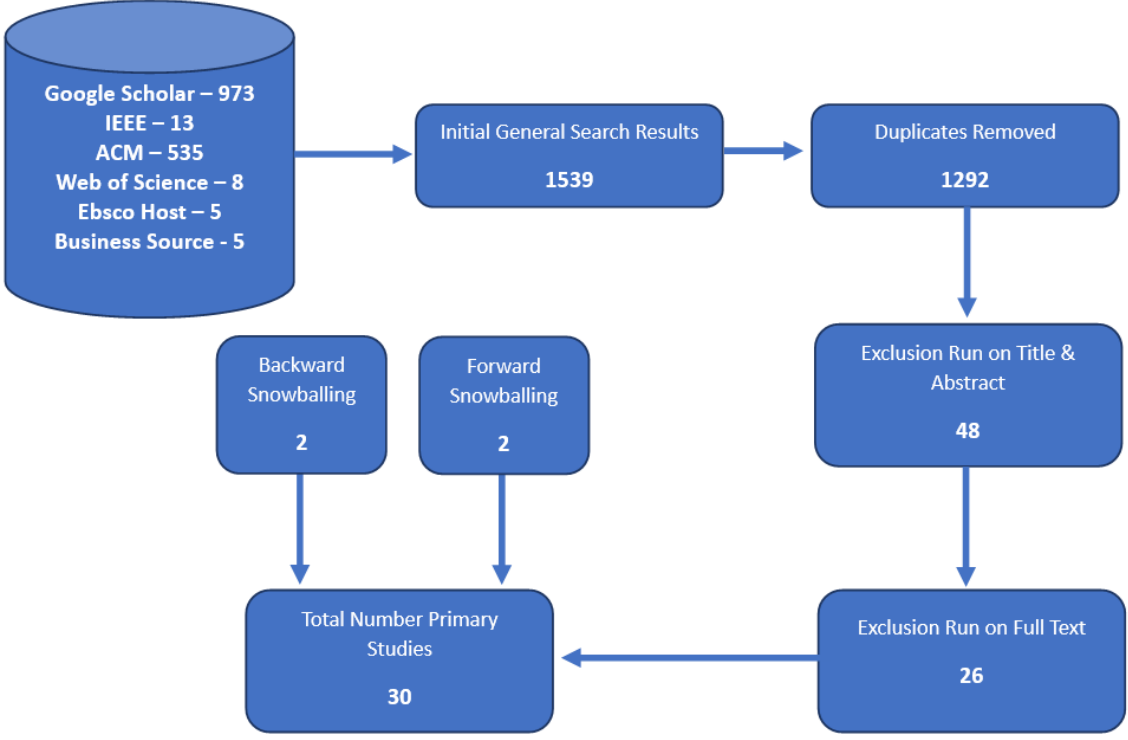 Google Scholar – 973
IEEE – 13
ACM – 535
Web of Science – 8
Ebsco Host – 5
Business Source - 5
Initial General Search Results
1539
Duplicates Removed
1292
Exclusion Run on Title &
Abstract
48
Backward
Snowballing
2
Forward
Snowballing
2
Total Number Primary
Studies
30
Exclusion Run on Full Text
26